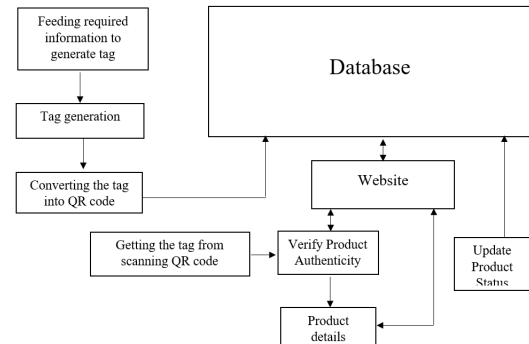 Feeding required
information to
generate tag
Database
Tag generation
Converting the tag
into QR code
Website
Getting the tag from
scanning QR code
Verify Product
Authenticity
Update
Product
Status
Product
details